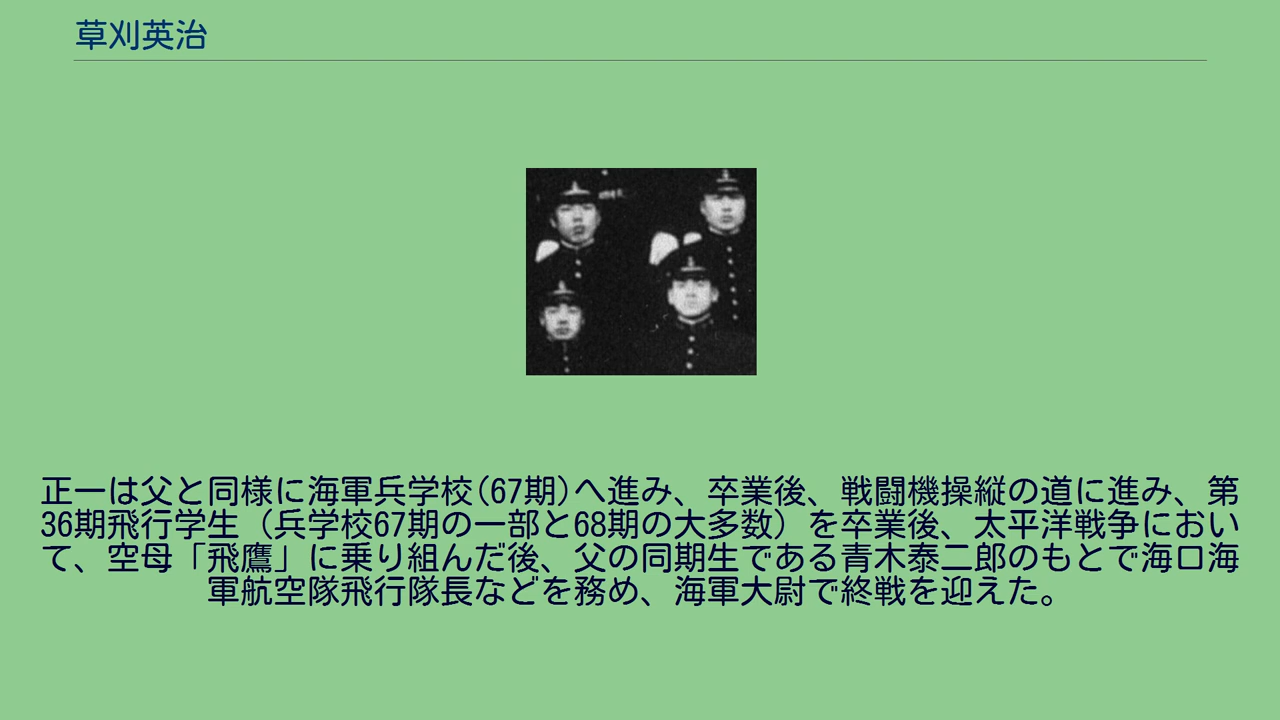 草刈英治
正一は父と同様に海軍兵学校(67期)へ進み、卒業後、戦闘機操縦の道に進み、第
36期飛行学生（兵学校67期の一部と68期の大多数）を卒業後、太平洋戦争におい
て、空母「飛鷹」に乗り組んだ後、父の同期生である青木泰二郎のもとで海口海
軍航空隊飛行隊長などを務め、海軍大尉で終戦を迎えた。